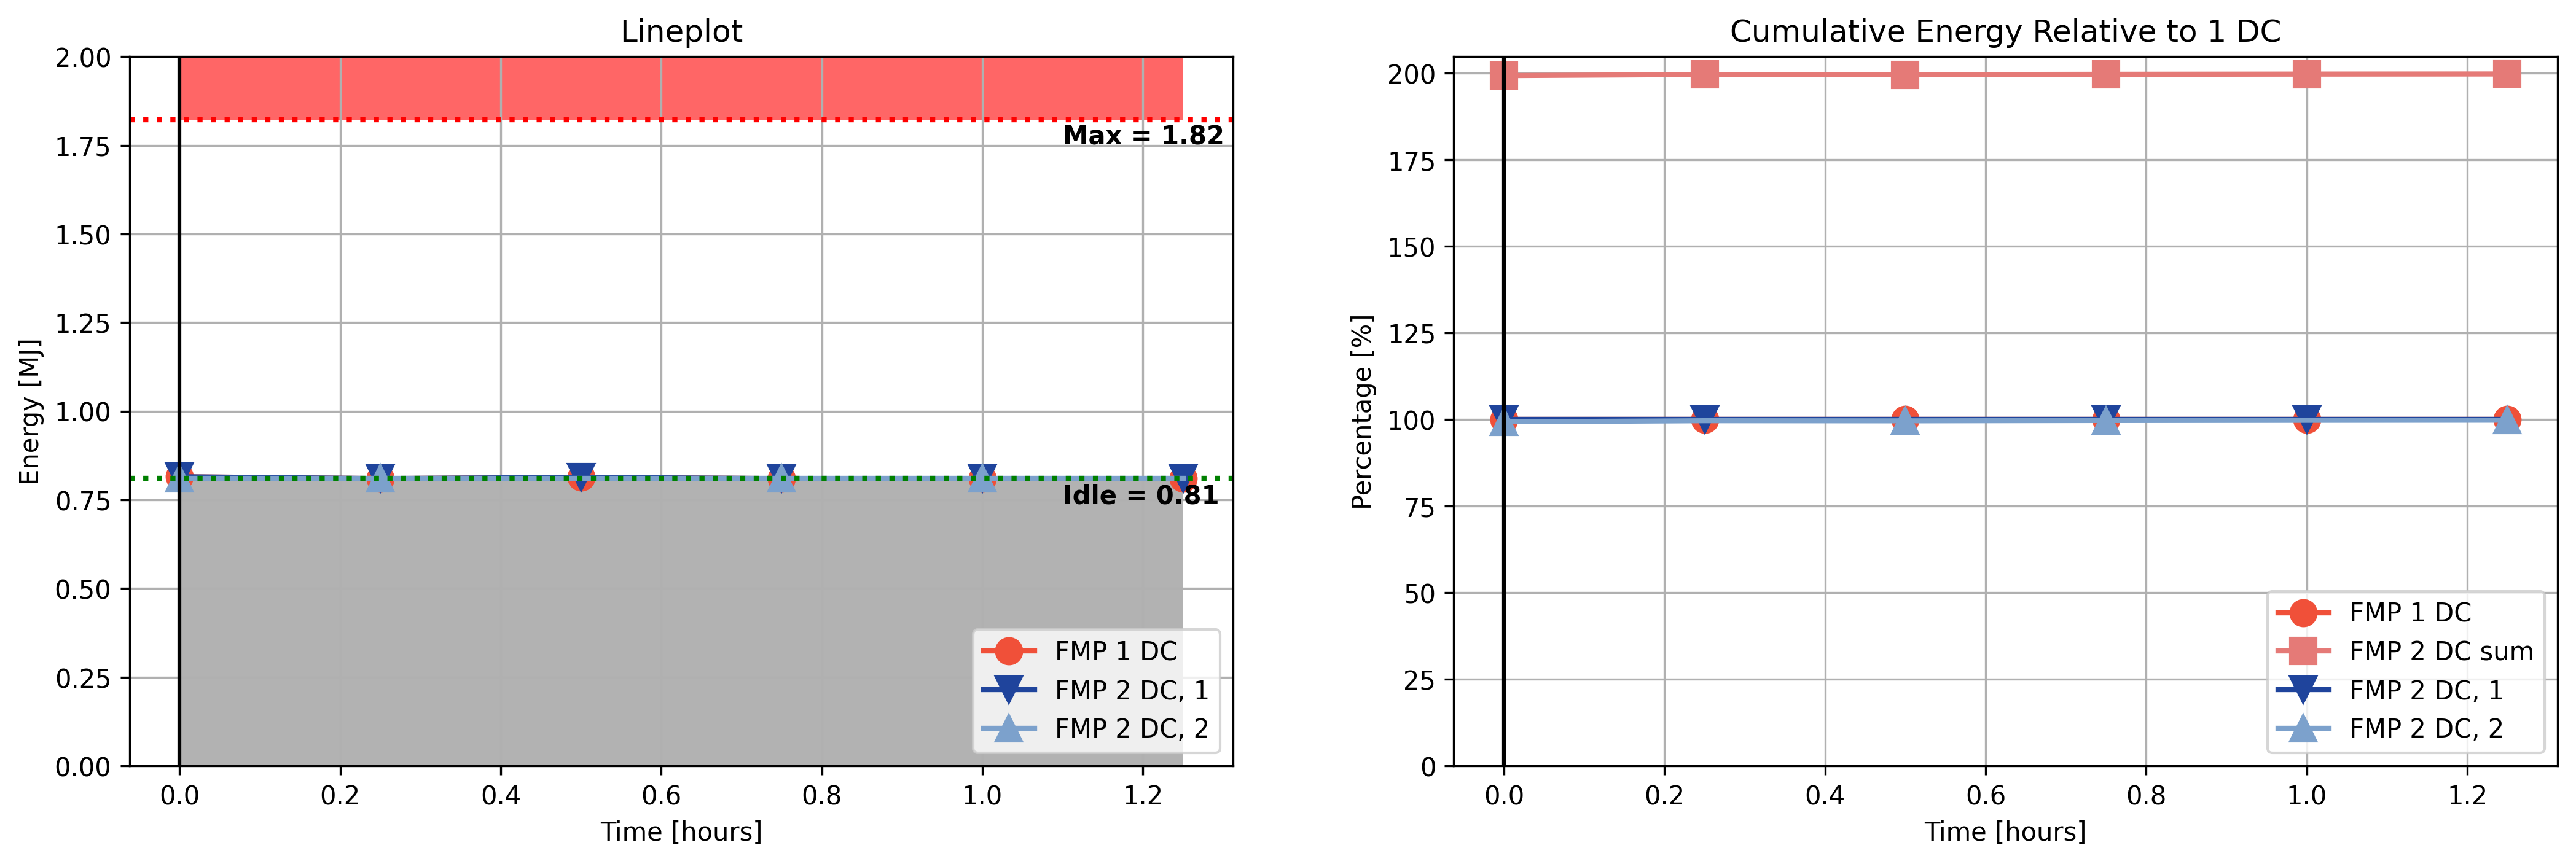 Lineplot
2.00
1.75
1.50
1.25
1.00
0.75
0.50
0.25
0.00
Energy [MJ]
Max = 1.82
Idle = 0.81
FMP 1 DC
FMP 2 DC, 1
FMP 2 DC, 2
0.0 0.2 0.4 0.6 0.8 1.0 1.2
Time [hours]
Cumulative Energy Relative to 1 DC
200
175
150
125
100
75
50
25
0
Percentage [%]
FMP 1 DC
FMP 2 DC sum
FMP 2 DC, 1
FMP 2 DC, 2
0.0 0.2 0.4 0.6 0.8 1.0 1.2
Time [hours]